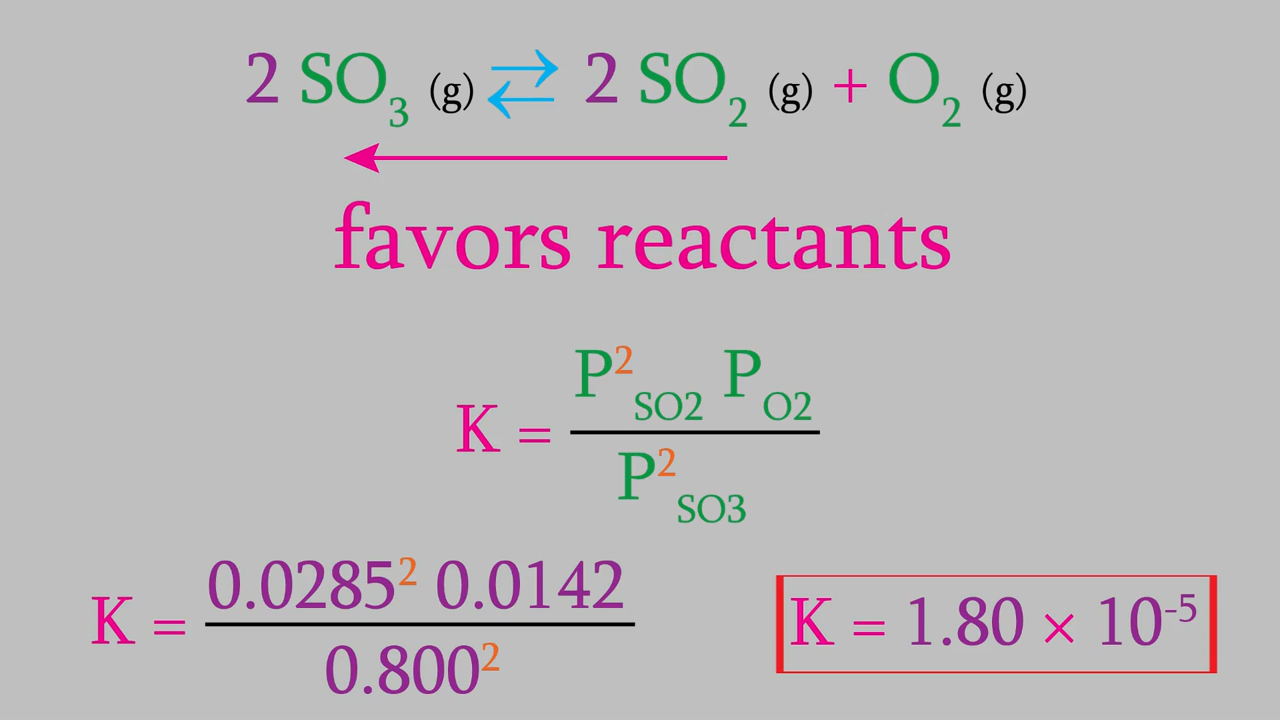 2 SO₃ (g) ⇄ 2 SO₂ (g) + O₂ (g)
favors reactants
K = P²SO2 PO2 / P²SO3
K = 0.0285² 0.0142 / 0.800²
K = 1.80 × 10⁻⁵